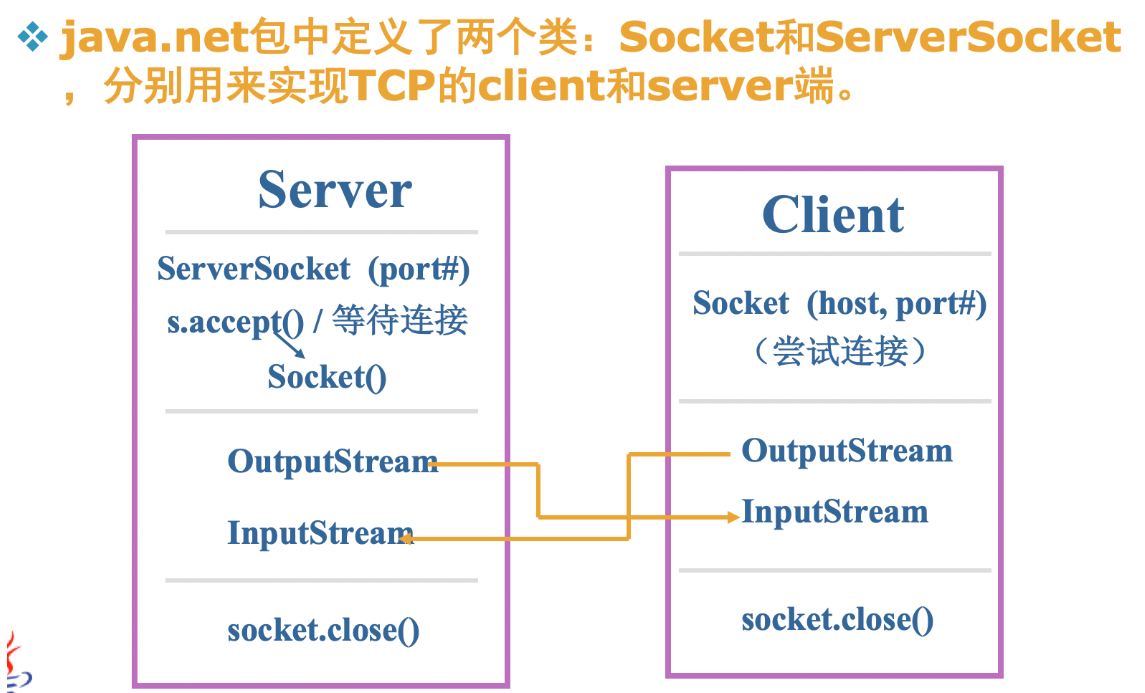 java.net包中定义了两个类：Socket和ServerSocket
，分别用来实现TCP的client和server端。
Server
ServerSocket (port#)
s.accept() / 等待连接
Socket()
OutputStream
InputStream
socket.close()
Client
Socket (host, port#)
（尝试连接）
OutputStream
InputStream
socket.close()